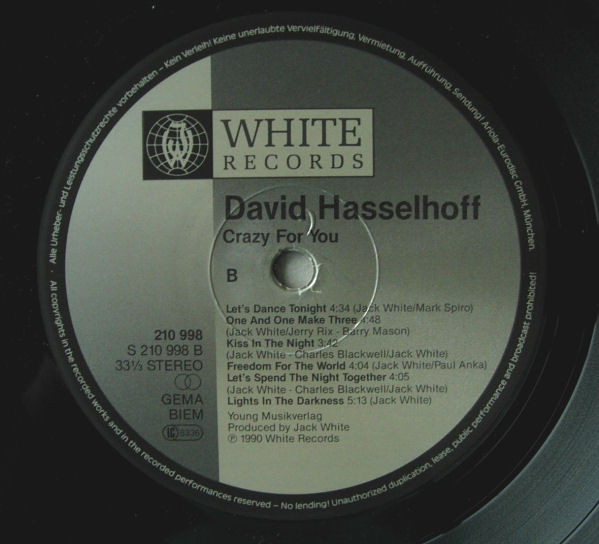 Alle Urheber- und Leistungsschutzrechte vorbehalten – Kein Verleih! Keine unerlaubte Vervielfältigung, Vermietung, Aufführung, Sendung! Ariola-Eurodisc GmbH, München.
WHITE
RECORDS
David Hasselhoff
Crazy For You
B
Let's Dance Tonight 4:34 (Jack White/Mark Spiro)
One And One Make Three 4:48
(Jack White/Jerry Rix - Barry Mason)
Kiss In The Night 3:42
(Jack White - Charles Blackwell/Jack White)
Freedom For The World 4:04 (Jack White/Paul Anka)
Let's Spend The Night Together 4:05
(Jack White - Charles Blackwell/Jack White)
Lights In The Darkness 5:13 (Jack White)
Young Musikverlag
Produced by Jack White
℗ 1990 White Records
210 998
S 210 998 B
33⅓ STEREO
GEMA
BIEM
LC 8336
· All copyrights in the recorded works and in the recorded performances reserved – No lending! Unauthorized duplication, lease, public performance and broadcast prohibited!